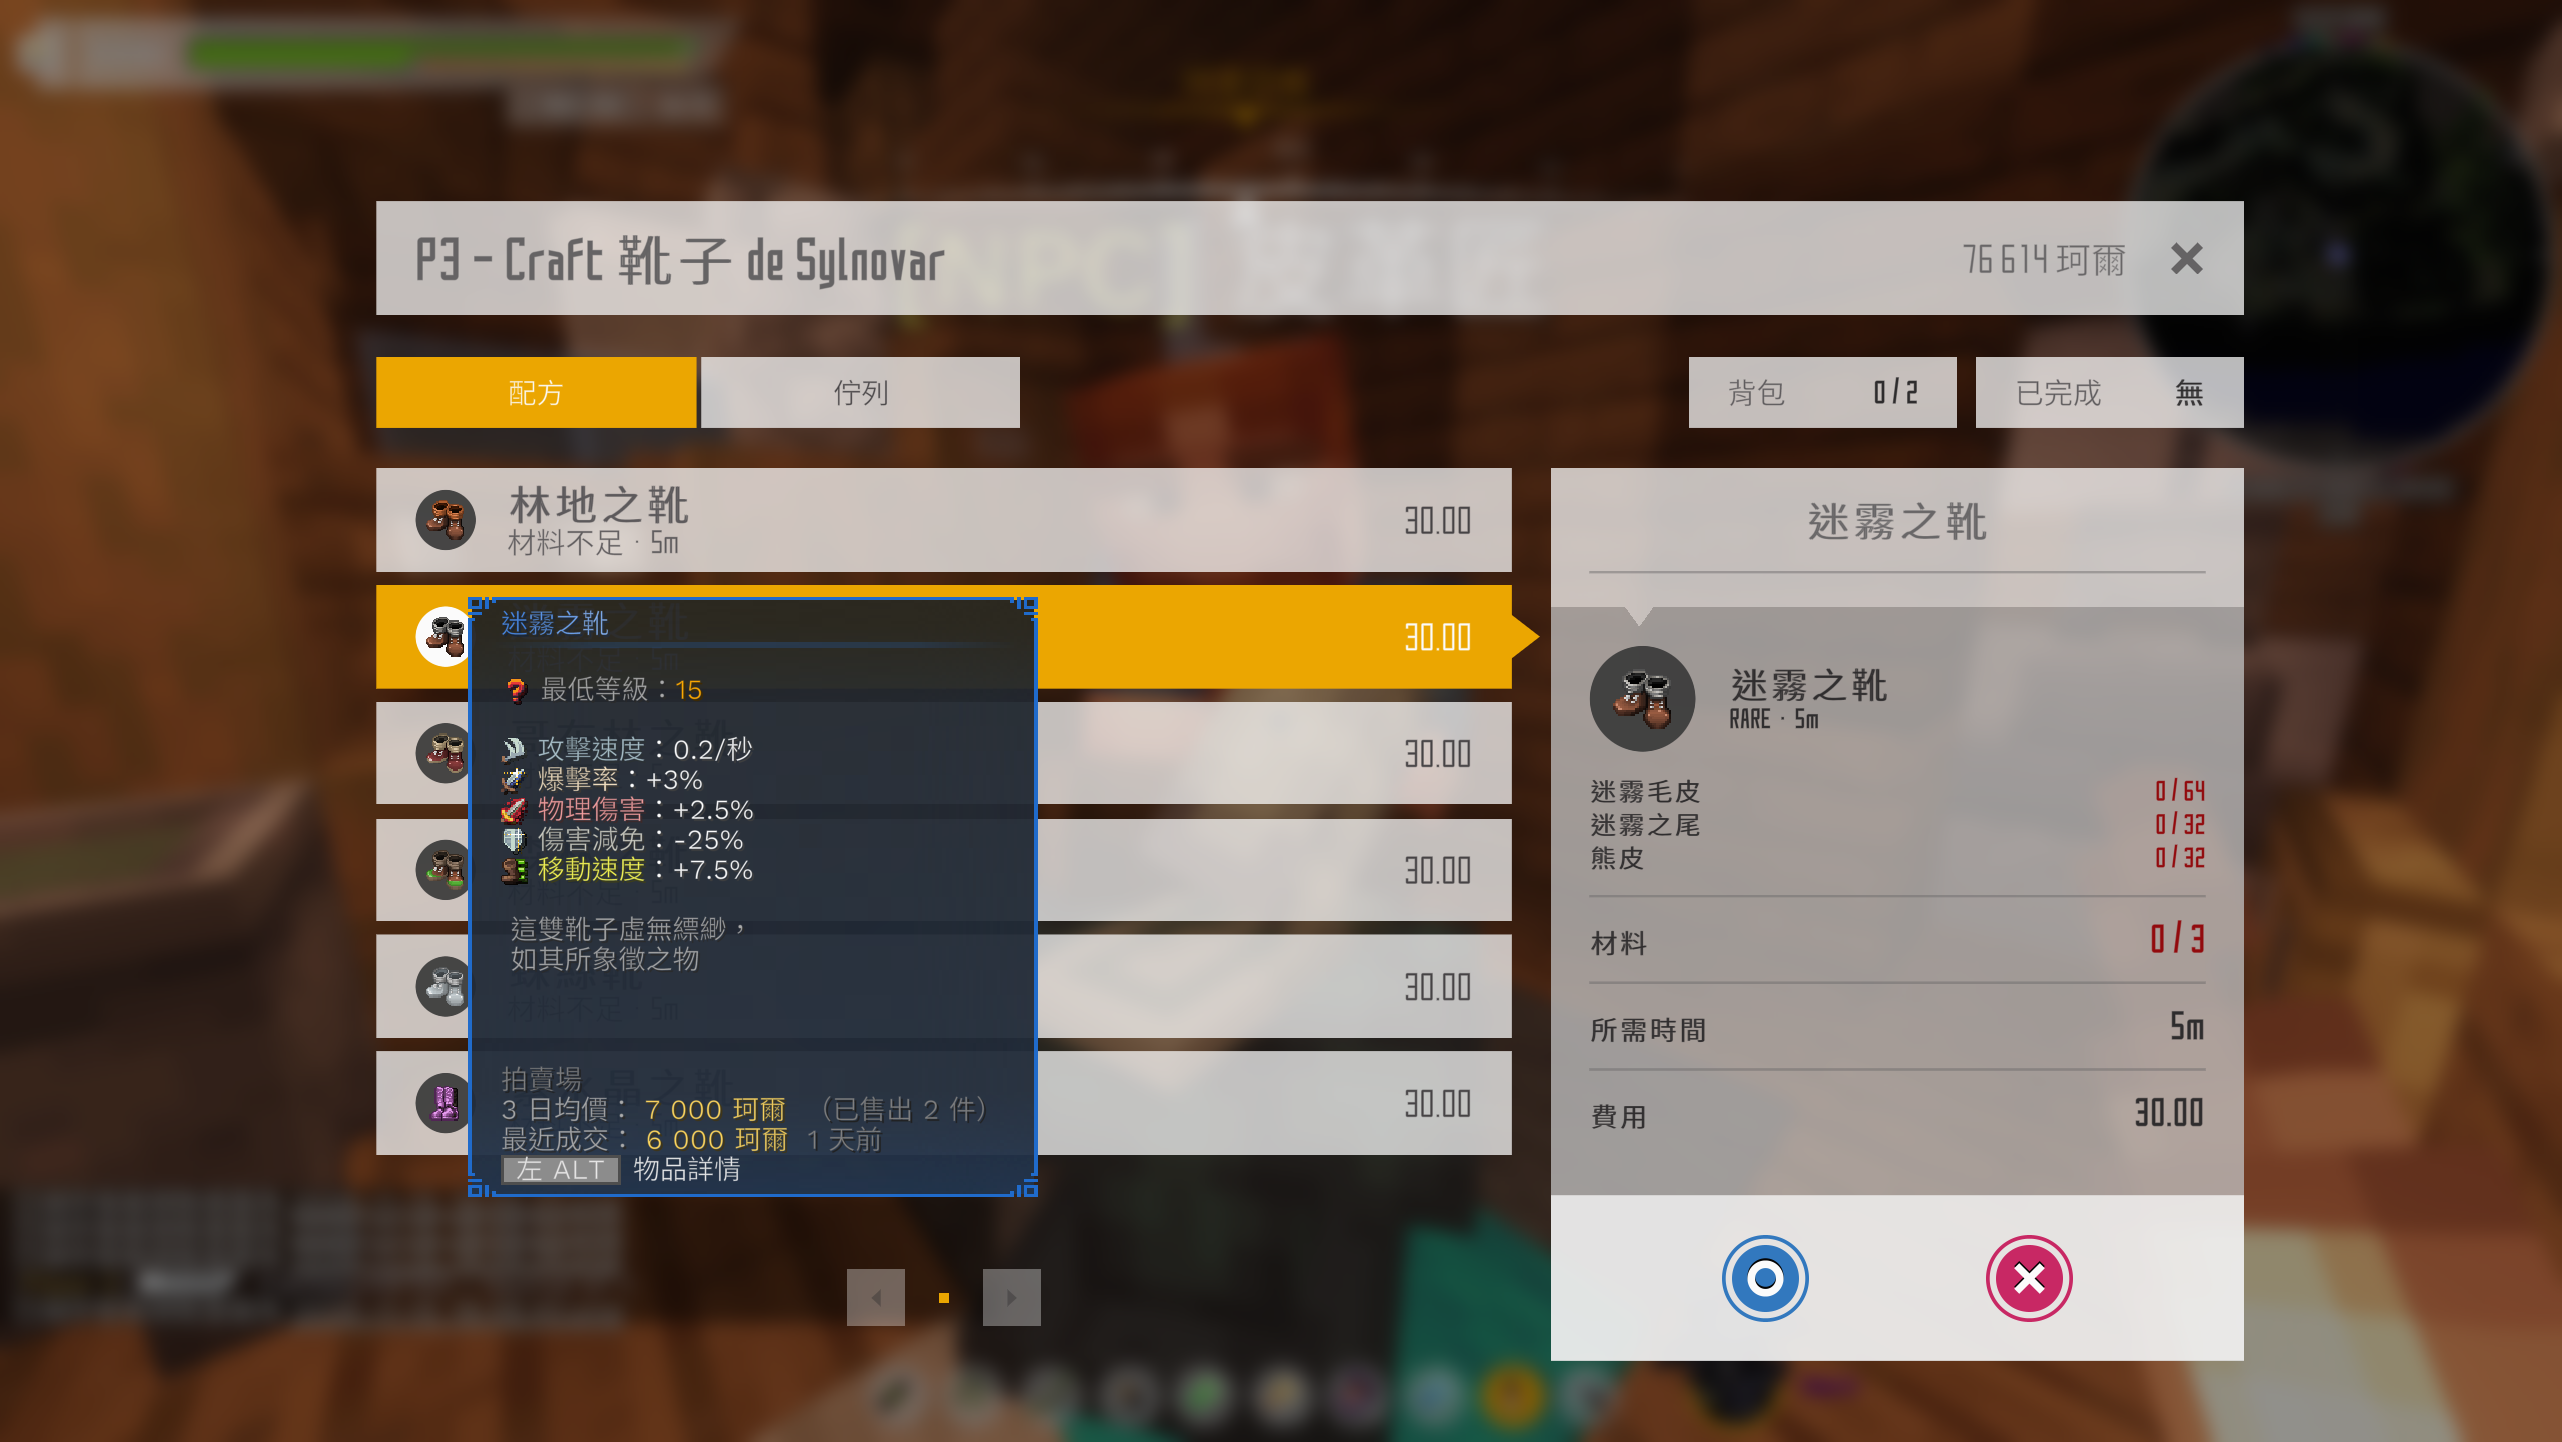 P3 - Craft 靴子 de Sylnovar
76 614 珂爾
配方
佇列
背包 0/2
已完成 無
林地之靴
材料不足 · 5m
30.00
30.00
30.00
30.00
30.00
30.00
迷霧之靴
最低等級：15
攻擊速度：0.2/秒
爆擊率：+3%
物理傷害：+2.5%
傷害減免：-25%
移動速度：+7.5%
這雙靴子虛無縹緲，
如其所象徵之物
拍賣場
3 日均價： 7 000 珂爾 （已售出 2 件）
最近成交： 6 000 珂爾 1 天前
左 ALT 物品詳情
迷霧之靴
迷霧之靴
RARE · 5m
迷霧毛皮 0/64
迷霧之尾 0/32
熊皮 0/32
材料 0/3
所需時間 5m
費用 30.00